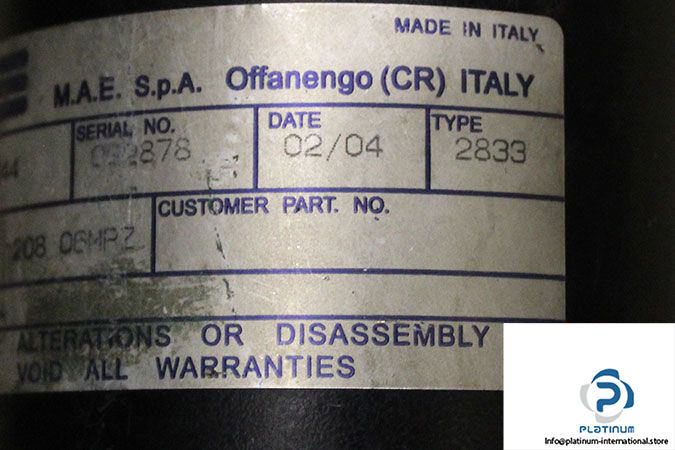 MADE IN ITALY
M.A.E. S.p.A. Offanengo (CR) ITALY
SERIAL NO. DATE TYPE
02/04 2833
CUSTOMER PART. NO.
208
ALTERATIONS OR DISASSEMBLY
VOID ALL WARRANTIES
PLATINUM
Info@platinum-international.store